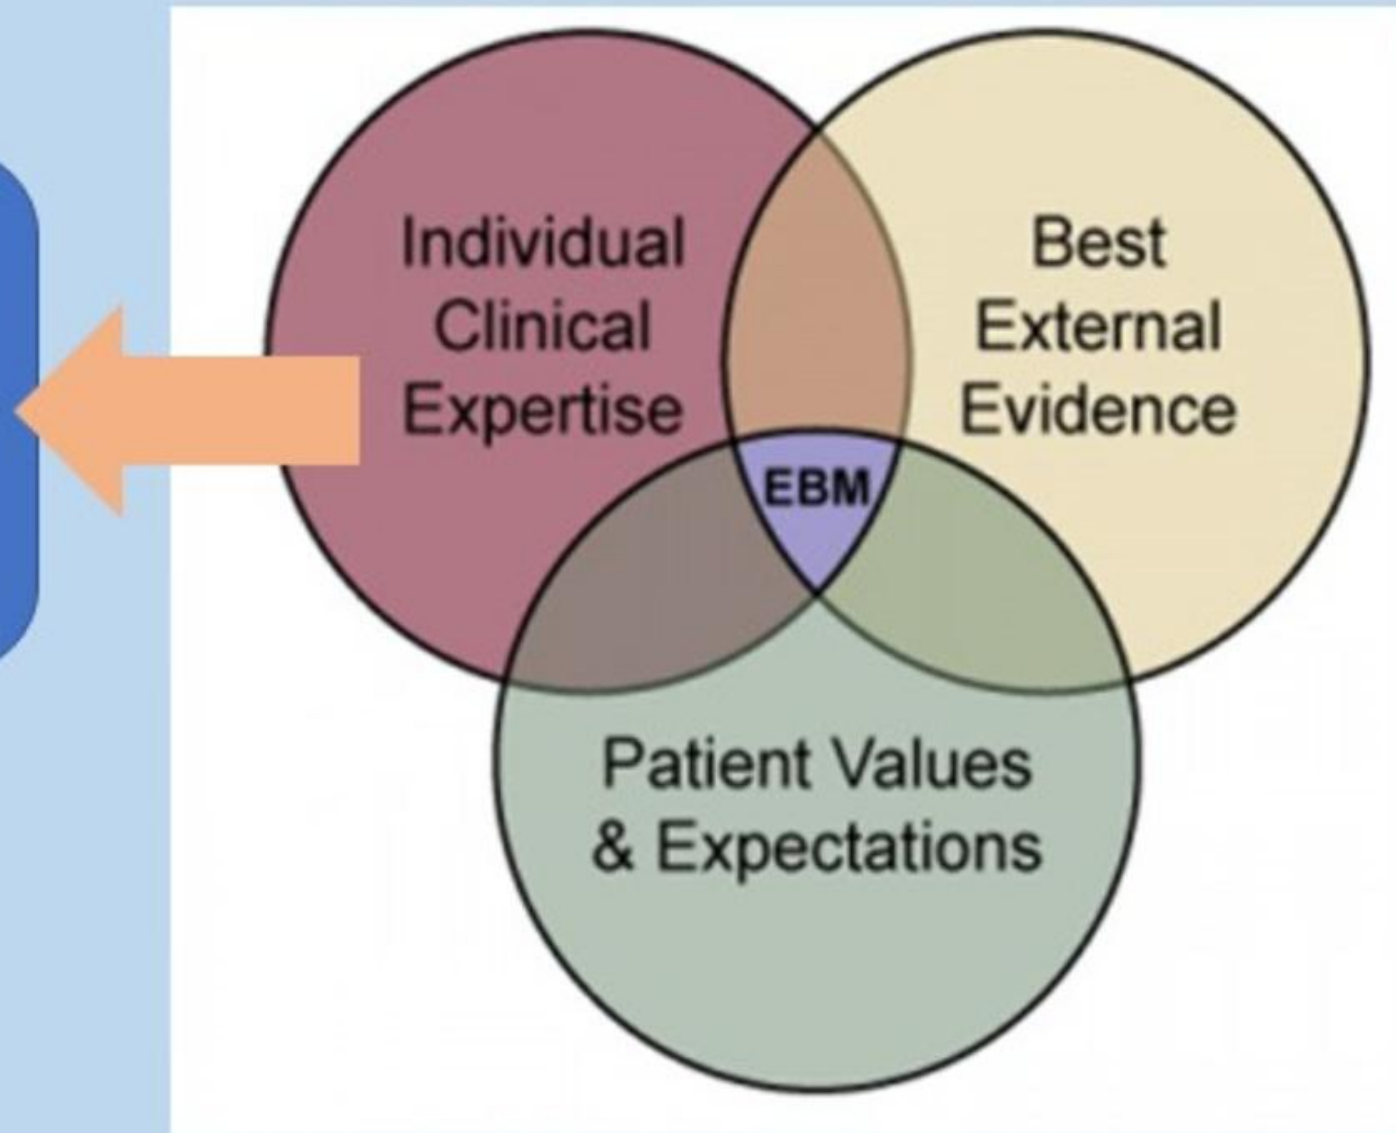 Individual
Clinical
Expertise
Best
External
Evidence
EBM
Patient Values
& Expectations